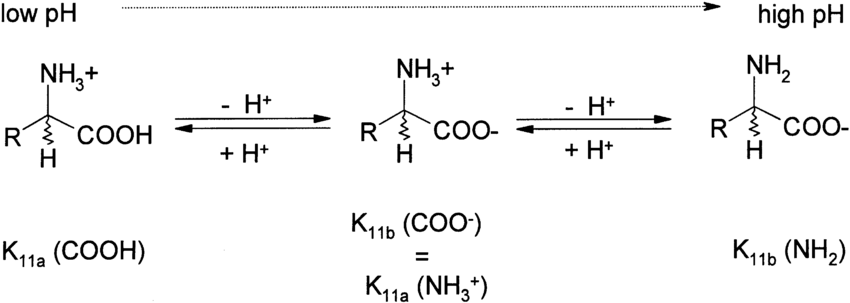 low pH high pH
NH₃+ NH₃+ NH₂
- H⁺ - H⁺
R COOH R COO- R COO-
H + H⁺ H + H⁺ H
K₁₁b (COO⁻)
K₁₁a (COOH) = K₁₁b (NH₂)
K₁₁a (NH₃⁺)